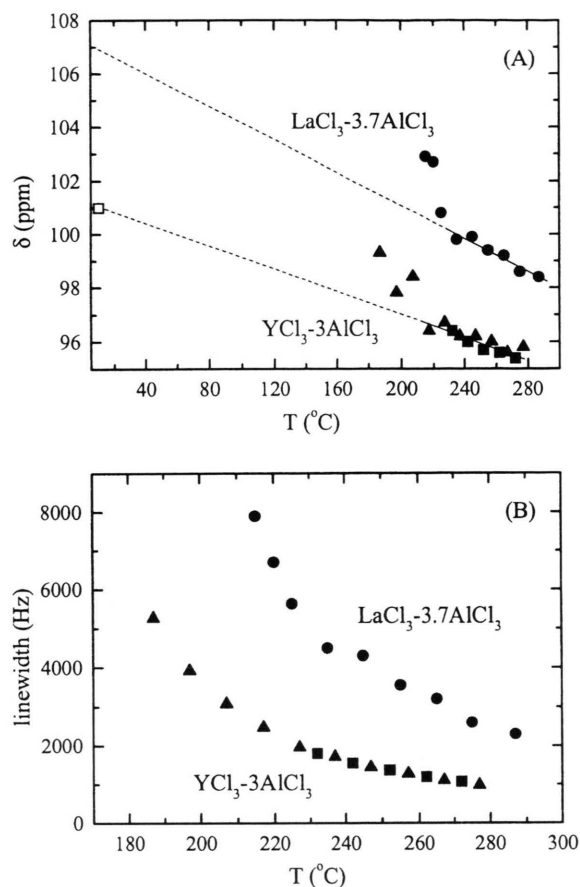 108
(A)
106
104
LaCl₃-3.7AlCl₃
102
δ (ppm)
100
98
YCl₃-3AlCl₃
96
40 80 120 160 200 240 280
T (°C)
(B)
8000
6000
LaCl₃-3.7AlCl₃
linewidth (Hz)
4000
2000
YCl₃-3AlCl₃
0
180 200 220 240 260 280 300
T (°C)